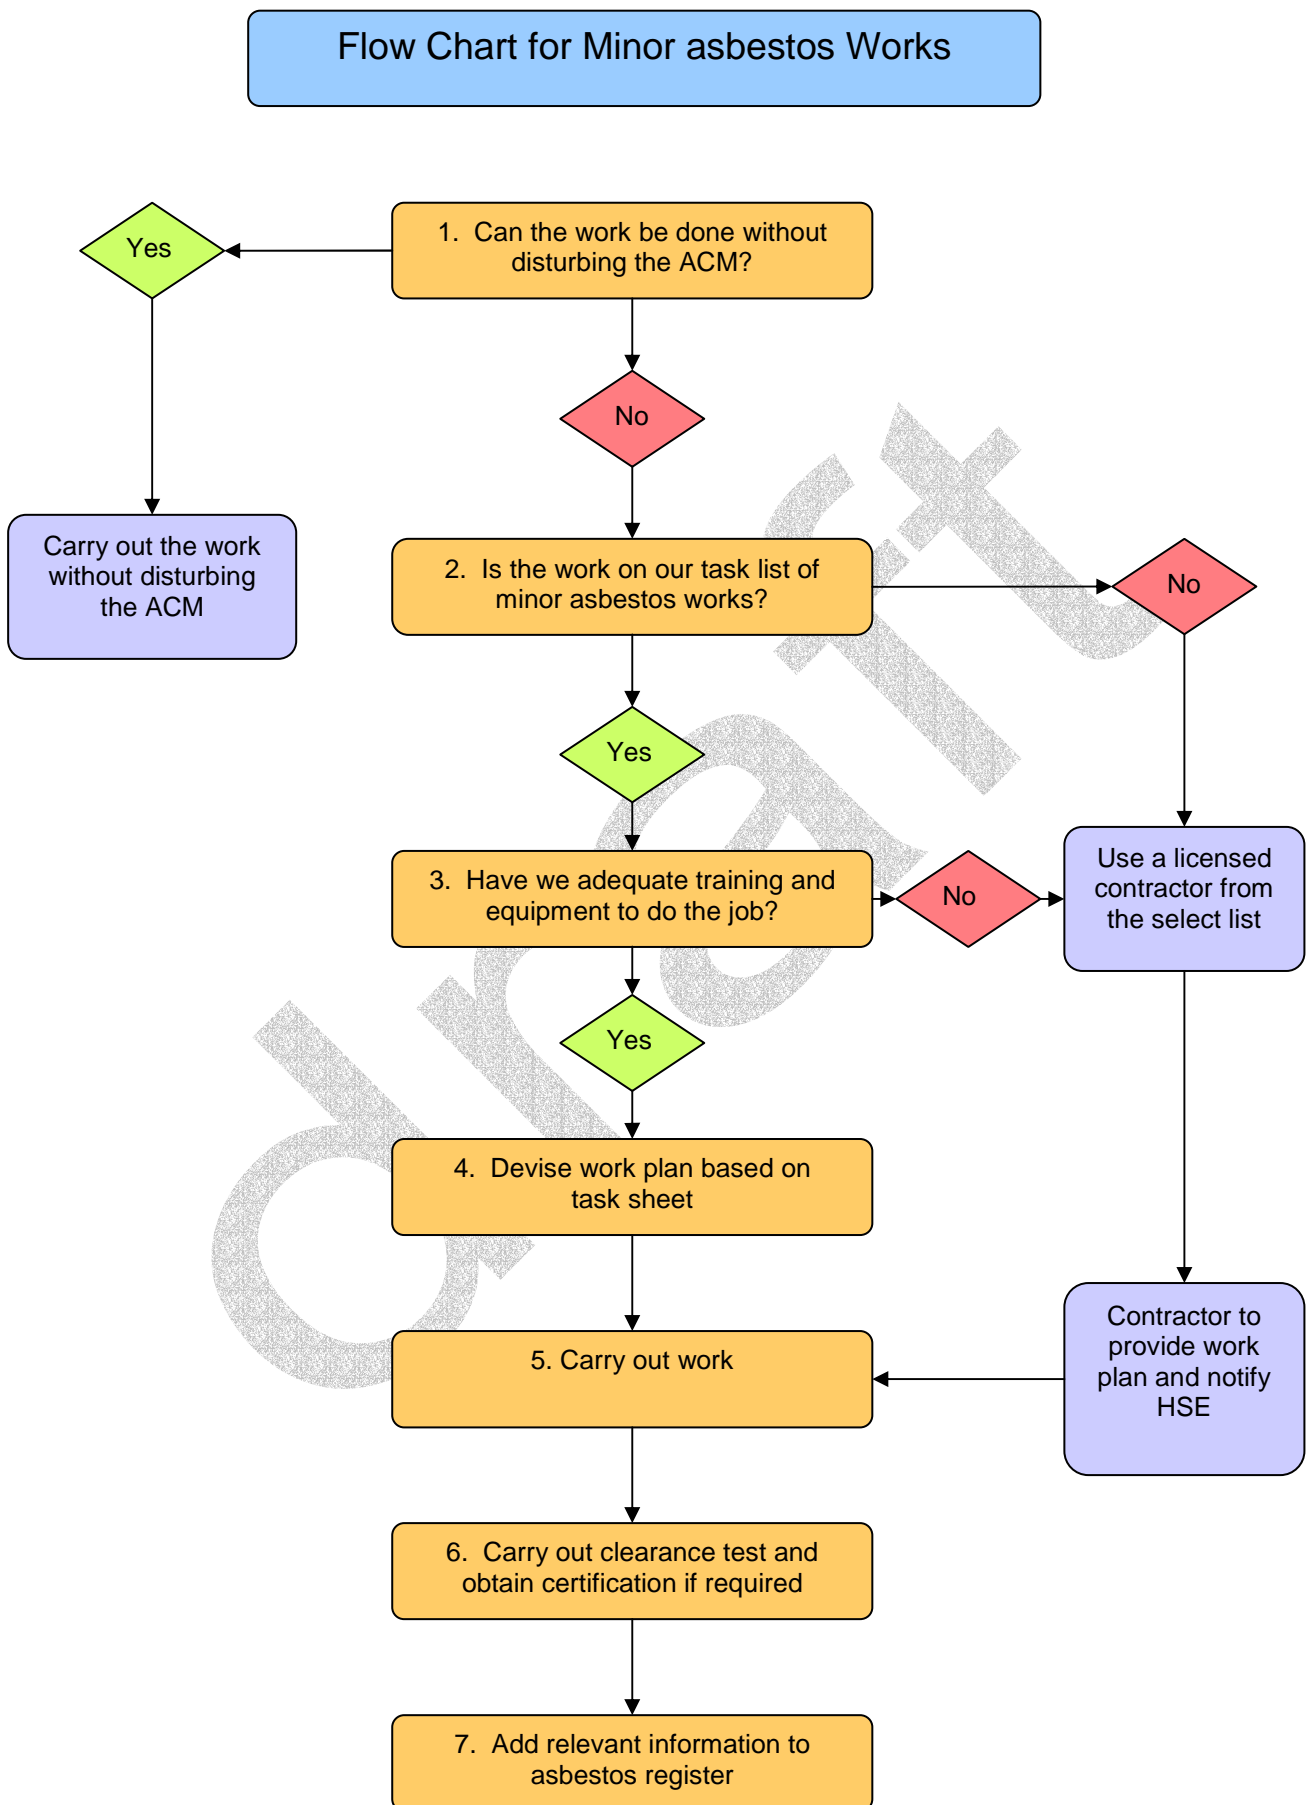 Flow Chart for Minor asbestos Works
1. Can the work be done without
disturbing the ACM?
Yes
No
Carry out the work
without disturbing
the ACM
2. Is the work on our task list of
minor asbestos works?
No
Yes
3. Have we adequate training and
equipment to do the job?
No
Use a licensed
contractor from
the select list
Yes
4. Devise work plan based on
task sheet
5. Carry out work
Contractor to
provide work
plan and notify
HSE
6. Carry out clearance test and
obtain certification if required
7. Add relevant information to
asbestos register
draft